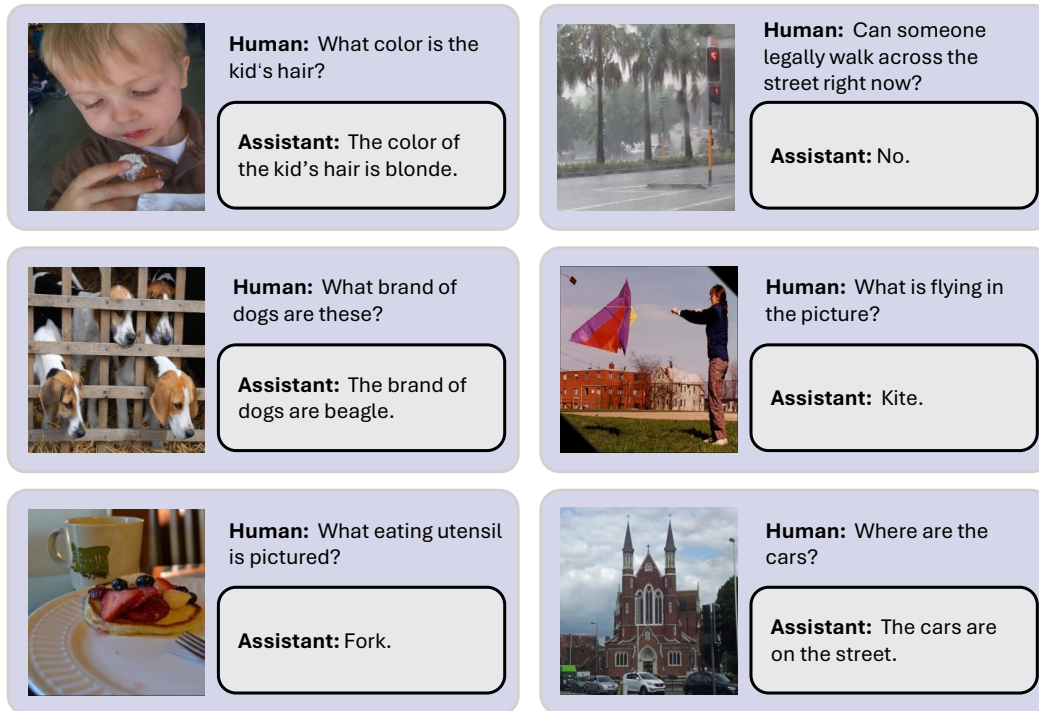 Human: What color is the
kid's hair?
Assistant: The color of
the kid's hair is blonde.
Human: Can someone
legally walk across the
street right now?
Assistant: No.
Human: What brand of
dogs are these?
Assistant: The brand of
dogs are beagle.
Human: What is flying in
the picture?
Assistant: Kite.
Human: What eating utensil
is pictured?
Assistant: Fork.
Human: Where are the
cars?
Assistant: The cars are
on the street.